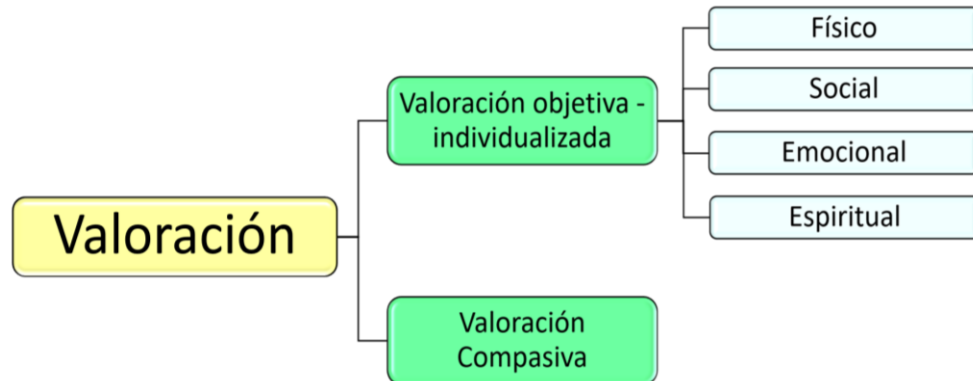 Valoración
Valoración objetiva -
individualizada
Físico
Social
Emocional
Espiritual
Valoración
Compasiva